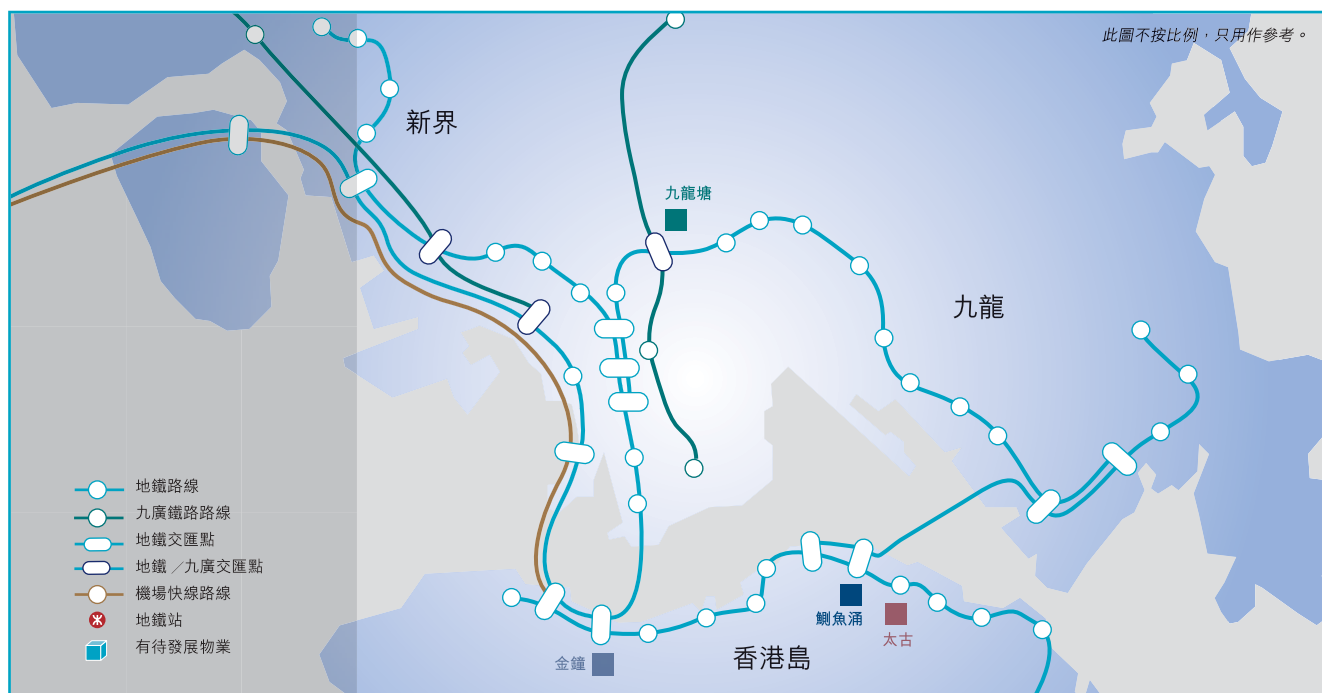 此圖不按比例，只用作參考。
新界
九龍塘
九龍
地鐵路線
九廣鐵路路線
地鐵交匯點
地鐵／九廣交匯點
機場快線路線
地鐵站
有待發展物業
鰂魚涌
太古
金鐘
香港島